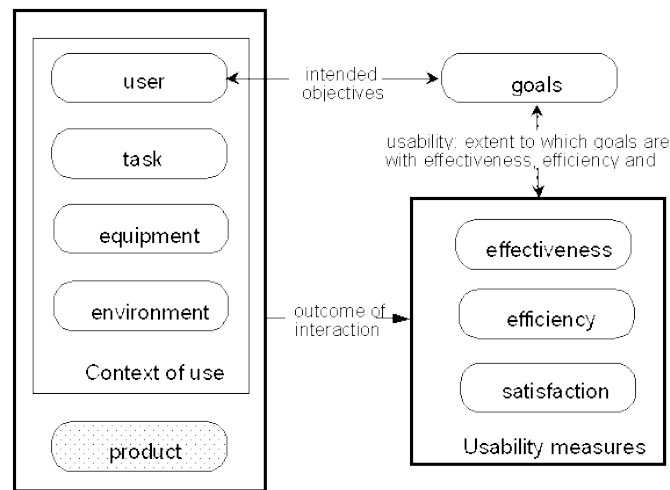 user
intended
objectives
goals
task
usability: extent to which goals are
with effectiveness, efficiency and
equipment
effectiveness
environment
outcome of
interaction
efficiency
Context of use
satisfaction
product
Usability measures